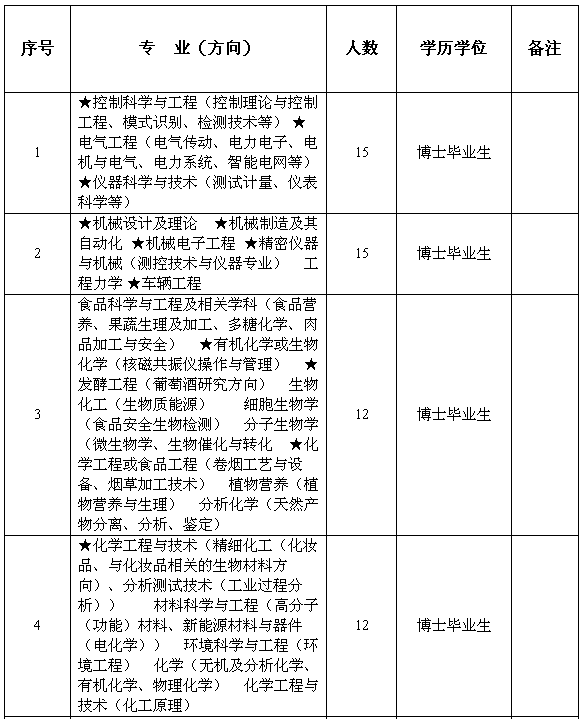 序号 专 业（方向） 人数 学历学位 备注
★控制科学与工程（控制理论与控制
工程、模式识别、检测技术等） ★
电气工程（电气传动、电力电子、电
1 机与电气、电力系统、智能电网等） 15 博士毕业生
★仪器科学与技术（测试计量、仪表
科学等）
★机械设计及理论 ★机械制造及其
自动化 ★机械电子工程 ★精密仪器
2 与机械（测控技术与仪器专业） 工 15 博士毕业生
程力学 ★车辆工程
食品科学与工程及相关学科（食品营
养、果蔬生理及加工、多糖化学、肉
品加工与安全） ★有机化学或生物
化学（核磁共振仪操作与管理） ★
发酵工程（葡萄酒研究方向） 生物
3 化工（生物质能源） 细胞生物学 12 博士毕业生
（食品安全生物检测） 分子生物学
（微生物学、生物催化与转化 ★化
学工程或食品工程（卷烟工艺与设
备、烟草加工技术） 植物营养（植
物营养与生理） 分析化学（天然产
物分离、分析、鉴定）
★化学工程与技术（精细化工（化妆
品、与化妆品相关的生物材料方
向）、分析测试技术（工业过程分
析）） 材料科学与工程（高分子
4 （功能）材料、新能源材料与器件 12 博士毕业生
（电化学）） 环境科学与工程（环
境工程） 化学（无机及分析化学、
有机化学、物理化学） 化学工程与
技术（化工原理）